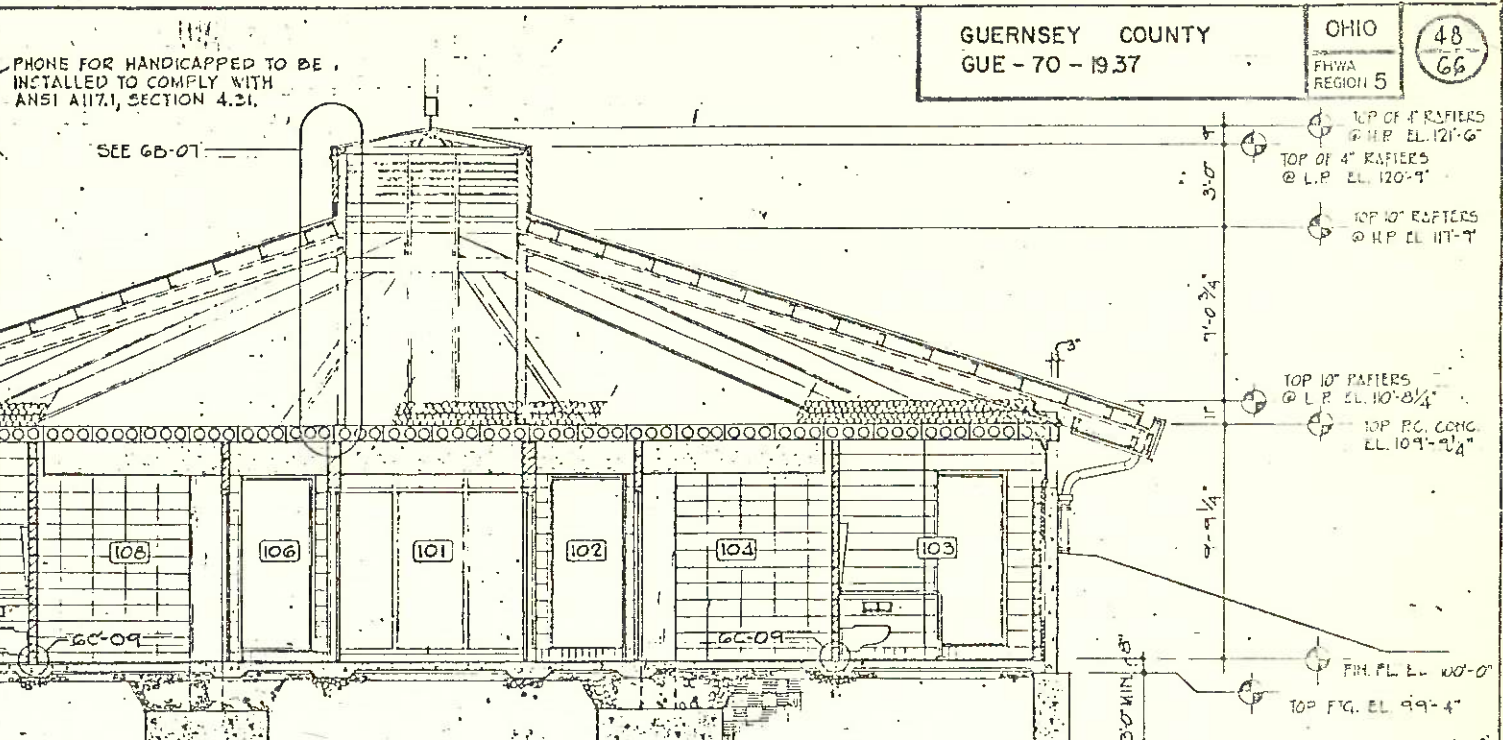 PHONE FOR HANDICAPPED TO BE
INSTALLED TO COMPLY WITH
ANSI A117.1, SECTION 4.31.
GUERNSEY COUNTY
GUE - 70 - 19.37
OHIO
FHWA
REGION 5
48
66
SEE 6B-07
TOP OF 4" RAFTERS
@ H.P. EL. 121'-6"
TOP OF 4" RAFTERS
@ L.P. EL. 120'-9"
3'-0"
TOP 10" RAFTERS
@ H.P. EL. 117'-9"
7'-0 3/4"
3"
TOP 10" RAFTERS
@ L.P. EL. 110'-8 1/4"
11"
TOP P.C. CONC.
EL. 109'-9 1/4"
9'-9 1/4"
108
106
101
102
104
103
6C-09
6C-09
FIN. FL. EL. 100'-0"
TOP FTG. EL. 99'-4"
3'-0" MIN.
8"